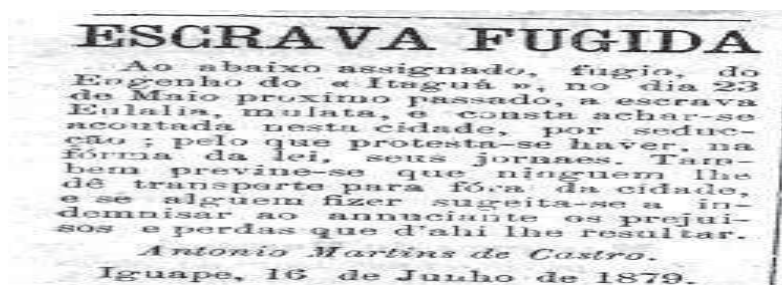 ESCRAVA FUGIDA
Ao abaixo assignado, fugio, do
Engenho do « Itaguá », no dia 23
de Maio proximo passado, a escrava
Eulalia, mulata, e consta achar-se
acoutada nesta cidade, por seduc-
ção ; pelo que protesta-se haver, na
fórma da lei, seus jornaes. Tam-
bem previne-se que ninguem lhe
dê transporte para fóra da cidade,
e se alguem fizer sugeita-se a in-
demnisar ao annuciante os prejui-
sos e perdas que d'ahi lhe resultar.
Antonio Martins de Castro.
Iguape, 16 de Junho de 1879.